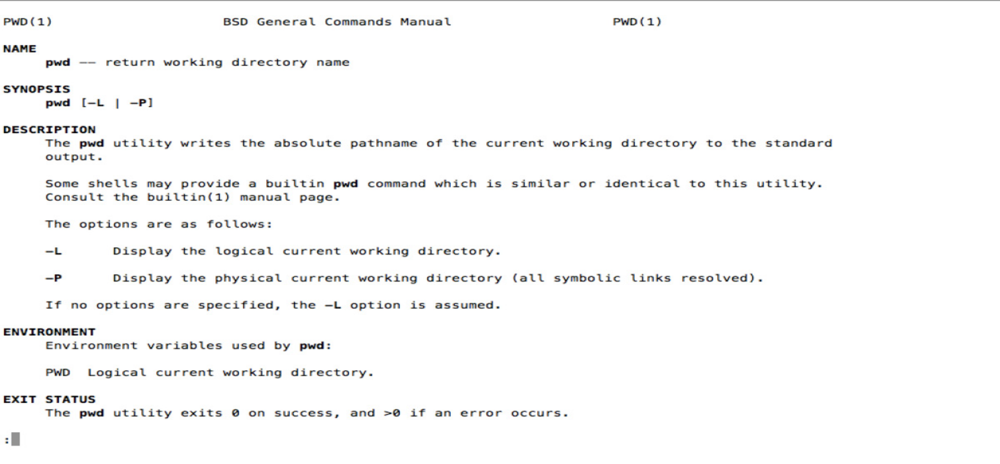 PWD(1) BSD General Commands Manual PWD(1)
NAME
pwd –– return working directory name
SYNOPSIS
pwd [–L | –P]
DESCRIPTION
The pwd utility writes the absolute pathname of the current working directory to the standard
output.
Some shells may provide a builtin pwd command which is similar or identical to this utility.
Consult the builtin(1) manual page.
The options are as follows:
–L Display the logical current working directory.
–P Display the physical current working directory (all symbolic links resolved).
If no options are specified, the –L option is assumed.
ENVIRONMENT
Environment variables used by pwd:
PWD Logical current working directory.
EXIT STATUS
The pwd utility exits 0 on success, and >0 if an error occurs.
: